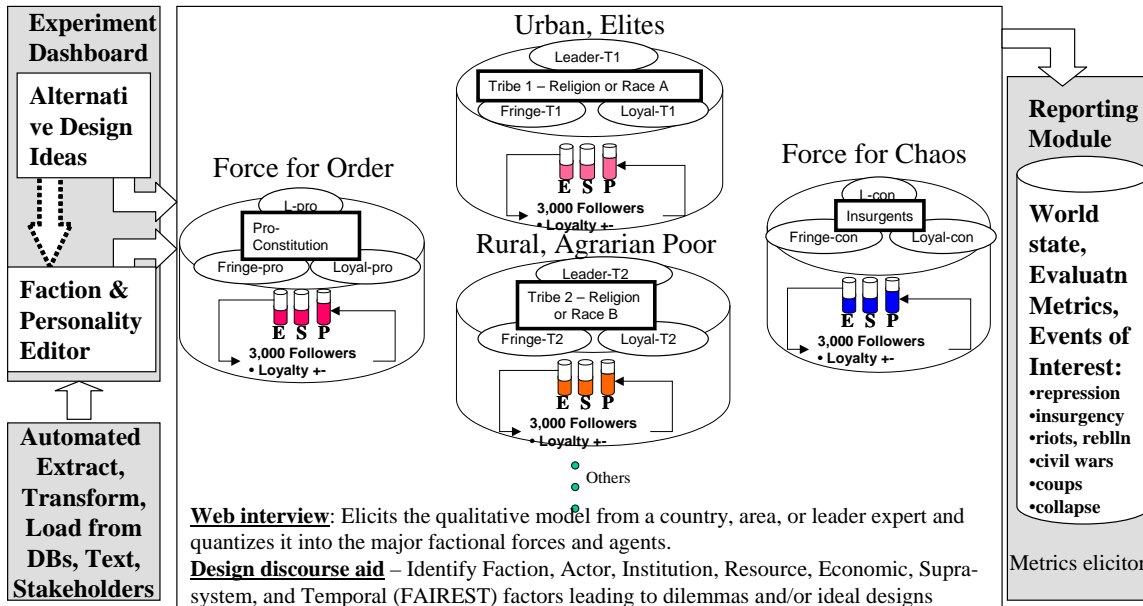 Experiment
Dashboard
Alternati
ve Design
Ideas
Faction &
Personality
Editor
Automated
Extract,
Transform,
Load from
DBs, Text,
Stakeholders
Urban, Elites
Leader-T1
Tribe 1 – Religion or Race A
Fringe-T1
Loyal-T1
E S P
3,000 Followers
• Loyalty +-
Force for Order
L-pro
Pro-
Constitution
Fringe-pro
Loyal-pro
E S P
3,000 Followers
• Loyalty +-
Rural, Agrarian Poor
Leader-T2
Tribe 2 – Religion
or Race B
Fringe-T2
Loyal-T2
E S P
3,000 Followers
• Loyalty +-
Others
Force for Chaos
L-con
Insurgents
Fringe-con
Loyal-con
E S P
3,000 Followers
• Loyalty +-
Web interview: Elicits the qualitative model from a country, area, or leader expert and
quantizes it into the major factional forces and agents.
Design discourse aid – Identify Faction, Actor, Institution, Resource, Economic, Supra-
system, and Temporal (FAIREST) factors leading to dilemmas and/or ideal designs
Reporting
Module
World
state,
Evaluatn
Metrics,
Events of
Interest:
•repression
•insurgency
•riots, reblln
•civil wars
•coups
•collapse
Metrics elicitor